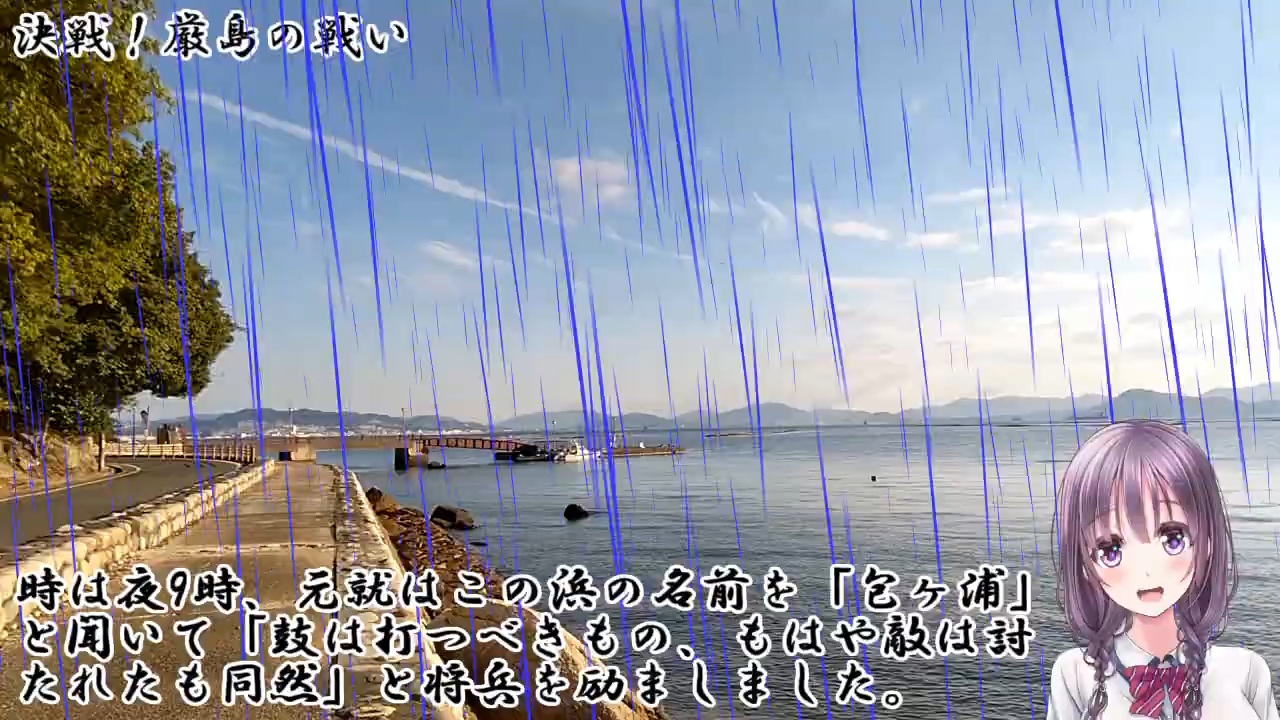 決戦！厳島の戦い
時は夜9時、元就はこの浜の名前を「包ヶ浦」
と聞いて「鼓は打つべきもの、もはや敵は討
たれたも同然」と将兵を励ましました。